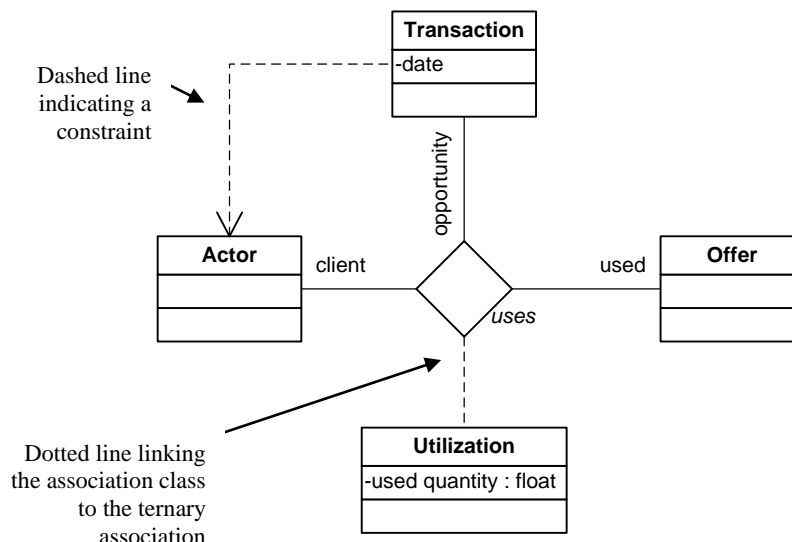 Transaction
-date
Dashed line
indicating a
constraint
opportunity
Actor
client
used
Offer
uses
Utilization
-used quantity : float
Dotted line linking
the association class
to the ternary
association